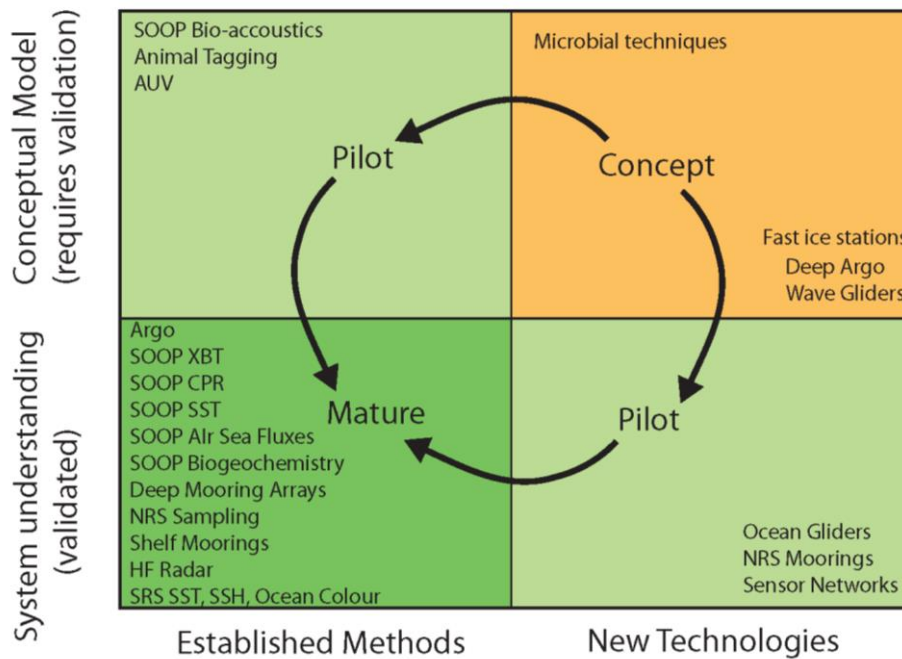 Conceptual Model
(requires validation)
SOOP Bio-accoustics
Animal Tagging
AUV
Pilot
Microbial techniques
Concept
Fast ice stations
Deep Argo
Wave Gliders
System understanding
(validated)
Argo
SOOP XBT
SOOP CPR
SOOP SST
SOOP AIr Sea Fluxes
SOOP Biogeochemistry
Deep Mooring Arrays
NRS Sampling
Shelf Moorings
HF Radar
SRS SST, SSH, Ocean Colour
Mature
Pilot
Ocean Gliders
NRS Moorings
Sensor Networks
Established Methods
New Technologies